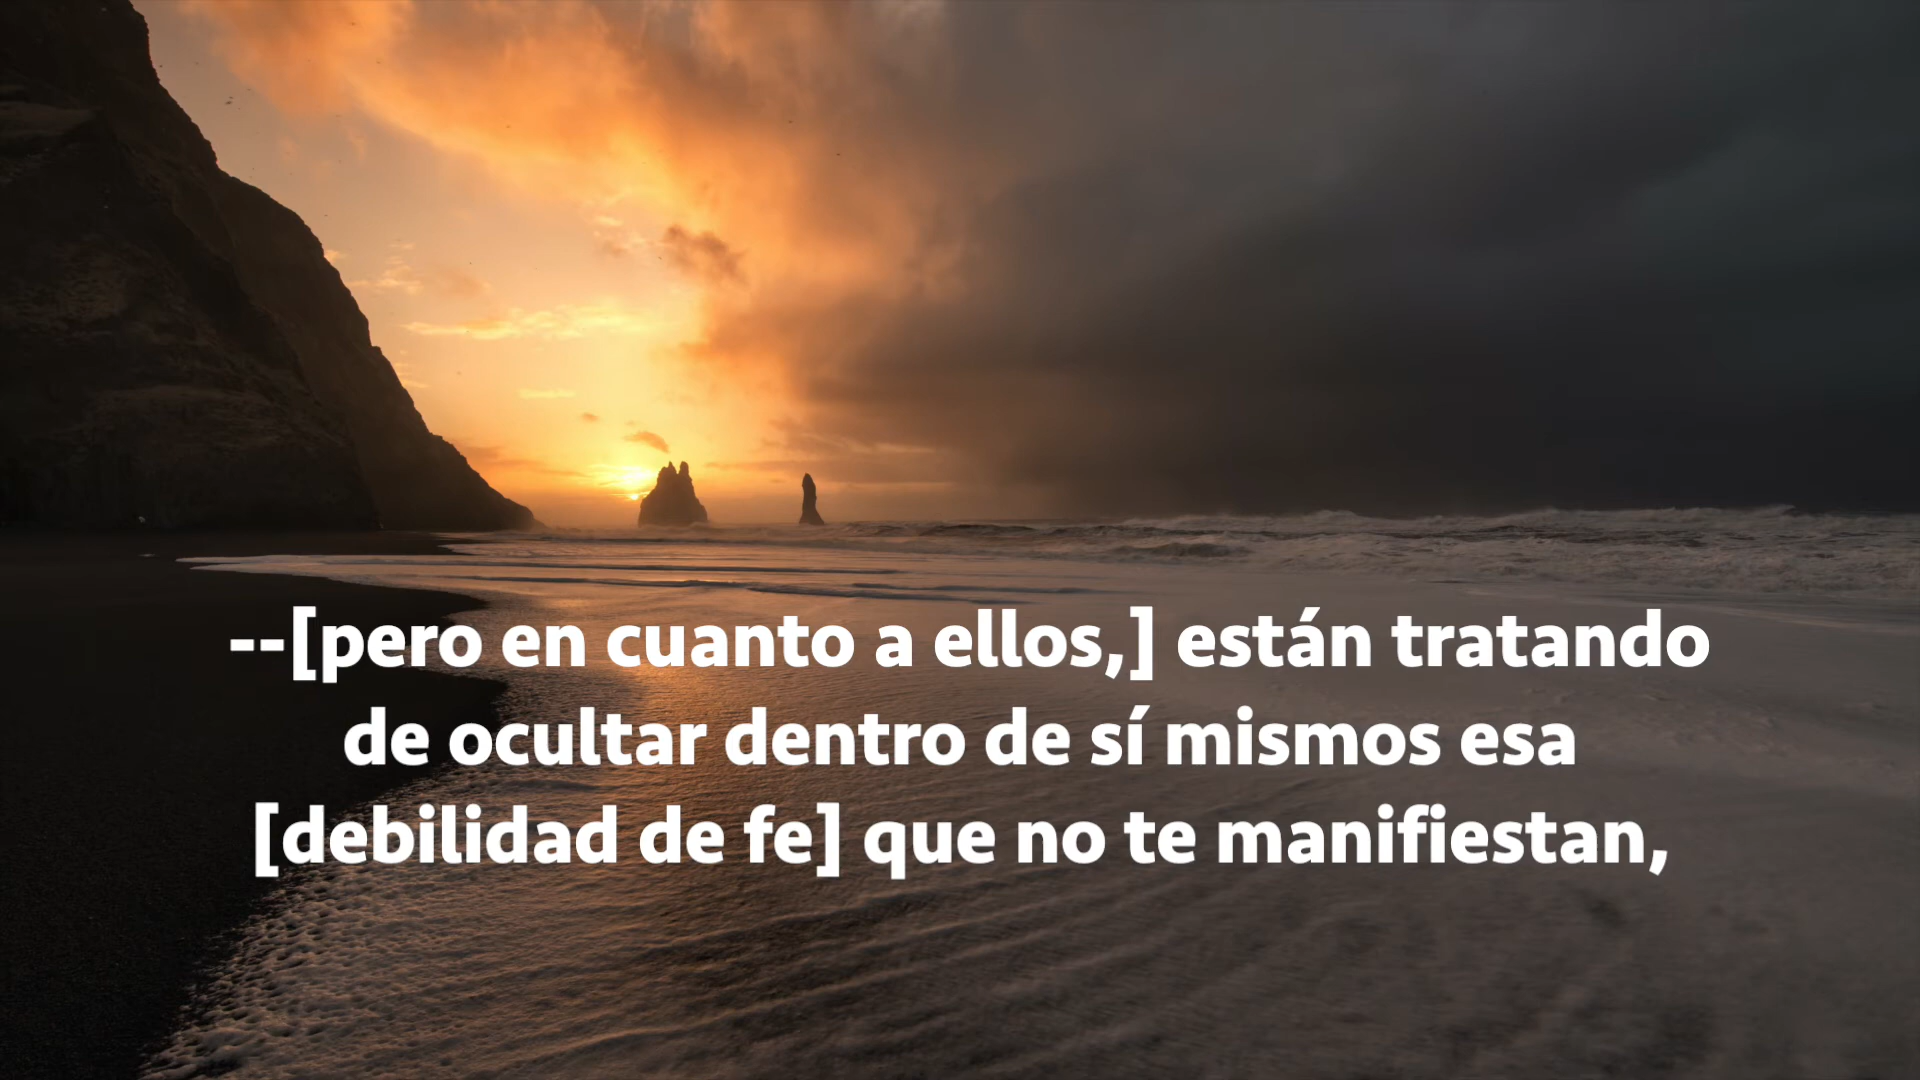 --[pero en cuanto a ellos,] están tratando
de ocultar dentro de sí mismos esa
[debilidad de fe] que no te manifiestan,